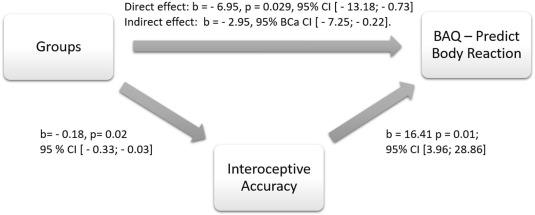 Direct effect: b = - 6.95, p = 0.029, 95% CI [ - 13.18; - 0.73]
Indirect effect: b = - 2.95, 95% BCa CI [ - 7.25; - 0.22].
Groups
BAQ – Predict
Body Reaction
b= - 0.18, p= 0.02
95 % CI [ - 0.33; - 0.03]
b = 16.41 p = 0.01;
95% CI [3.96; 28.86]
Interoceptive
Accuracy